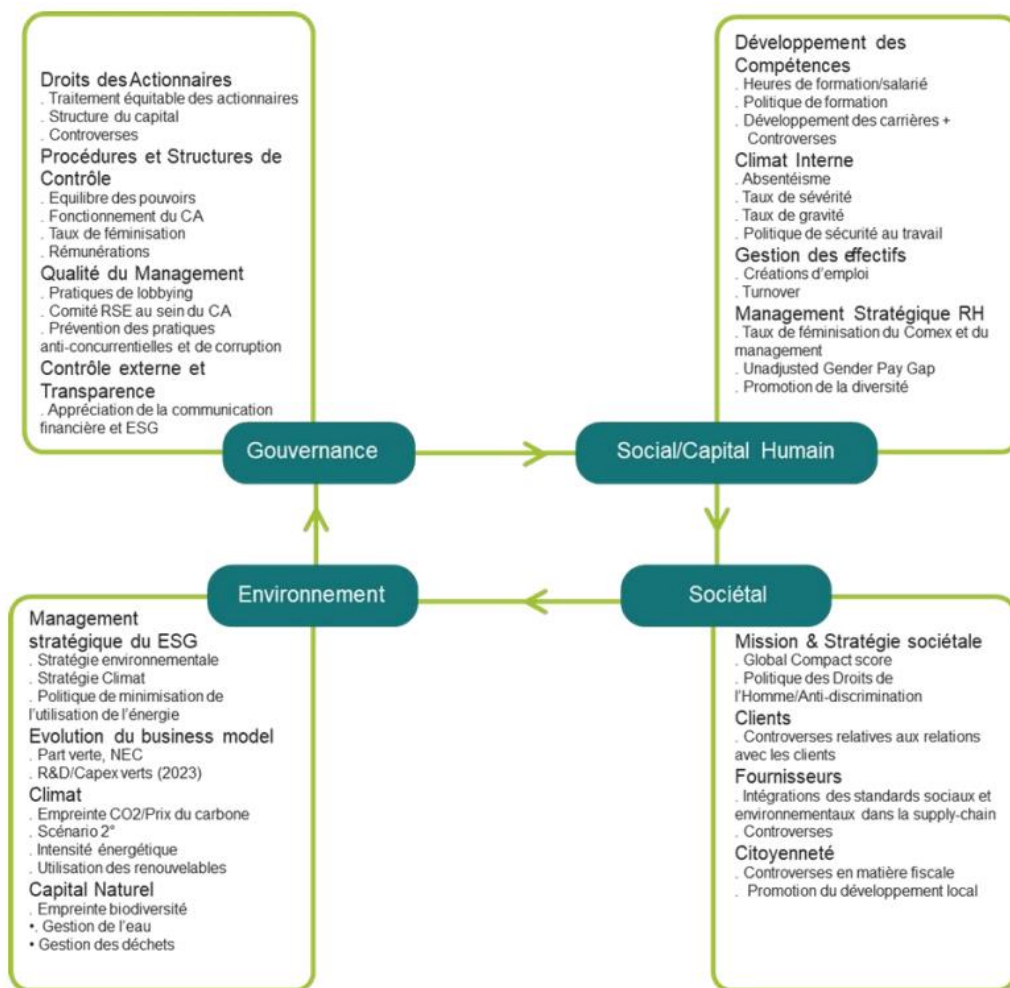 Droits des Actionnaires
. Traitement équitable des actionnaires
. Structure du capital
. Controverses
Procédures et Structures de
Contrôle
. Equilibre des pouvoirs
. Fonctionnement du CA
. Taux de féminisation
. Rémunérations
Qualité du Management
. Pratiques de lobbying
. Comité RSE au sein du CA
. Prévention des pratiques
anti-concurrentielles et de corruption
Contrôle externe et
Transparence
. Appréciation de la communication
financière et ESG
Gouvernance
Développement des
Compétences
. Heures de formation/salarié
. Politique de formation
. Développement des carrières +
Controverses
Climat Interne
. Absentéisme
. Taux de sévérité
. Taux de gravité
. Politique de sécurité au travail
Gestion des effectifs
. Créations d'emploi
. Turnover
Management Stratégique RH
. Taux de féminisation du Comex et du
management
. Unadjusted Gender Pay Gap
. Promotion de la diversité
Social/Capital Humain
Environnement
Management
stratégique du ESG
. Stratégie environnementale
. Stratégie Climat
. Politique de minimisation de
l'utilisation de l'énergie
Evolution du business model
. Part verte, NEC
. R&D/Capex verts (2023)
Climat
. Empreinte CO2/Prix du carbone
. Scénario 2°
. Intensité énergétique
. Utilisation des renouvelables
Capital Naturel
. Empreinte biodiversité
•. Gestion de l'eau
• Gestion des déchets
Sociétal
Mission & Stratégie sociétale
. Global Compact score
. Politique des Droits de
l'Homme/Anti-discrimination
Clients
. Controverses relatives aux relations
avec les clients
Fournisseurs
. Intégrations des standards sociaux et
environnementaux dans la supply-chain
. Controverses
Citoyenneté
. Controverses en matière fiscale
. Promotion du développement local